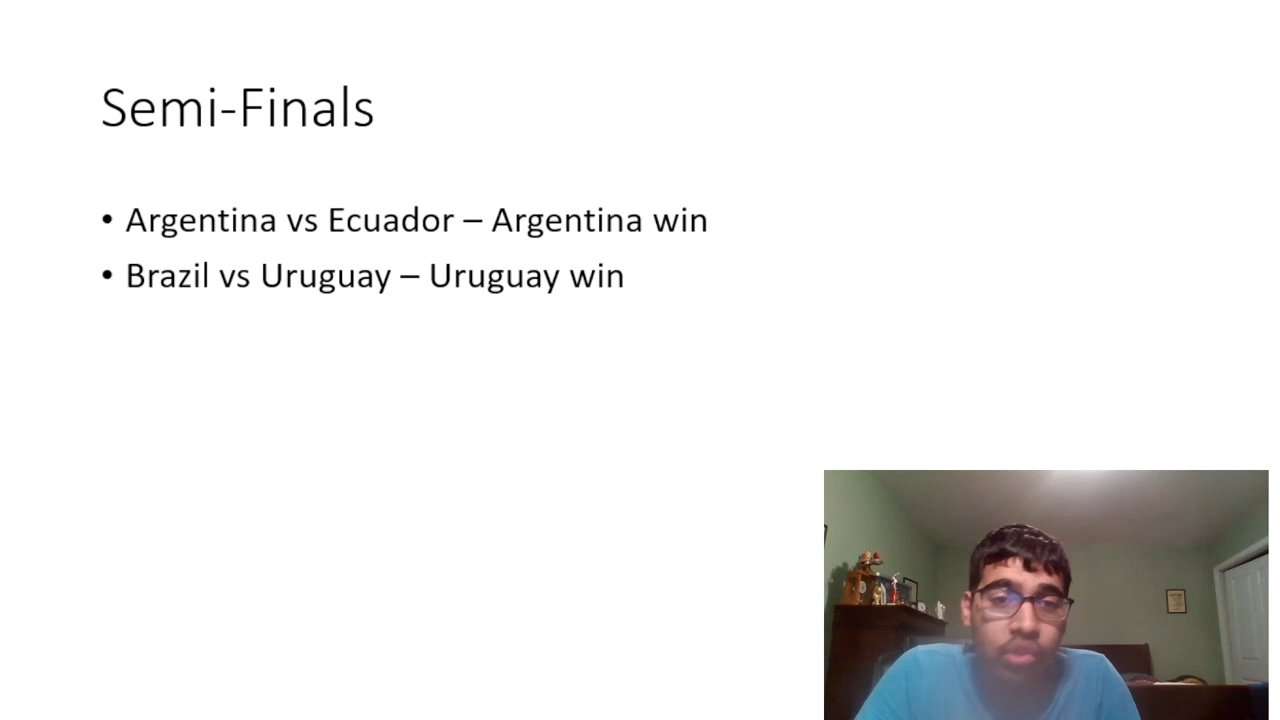 Semi-Finals
• Argentina vs Ecuador – Argentina win
• Brazil vs Uruguay – Uruguay win